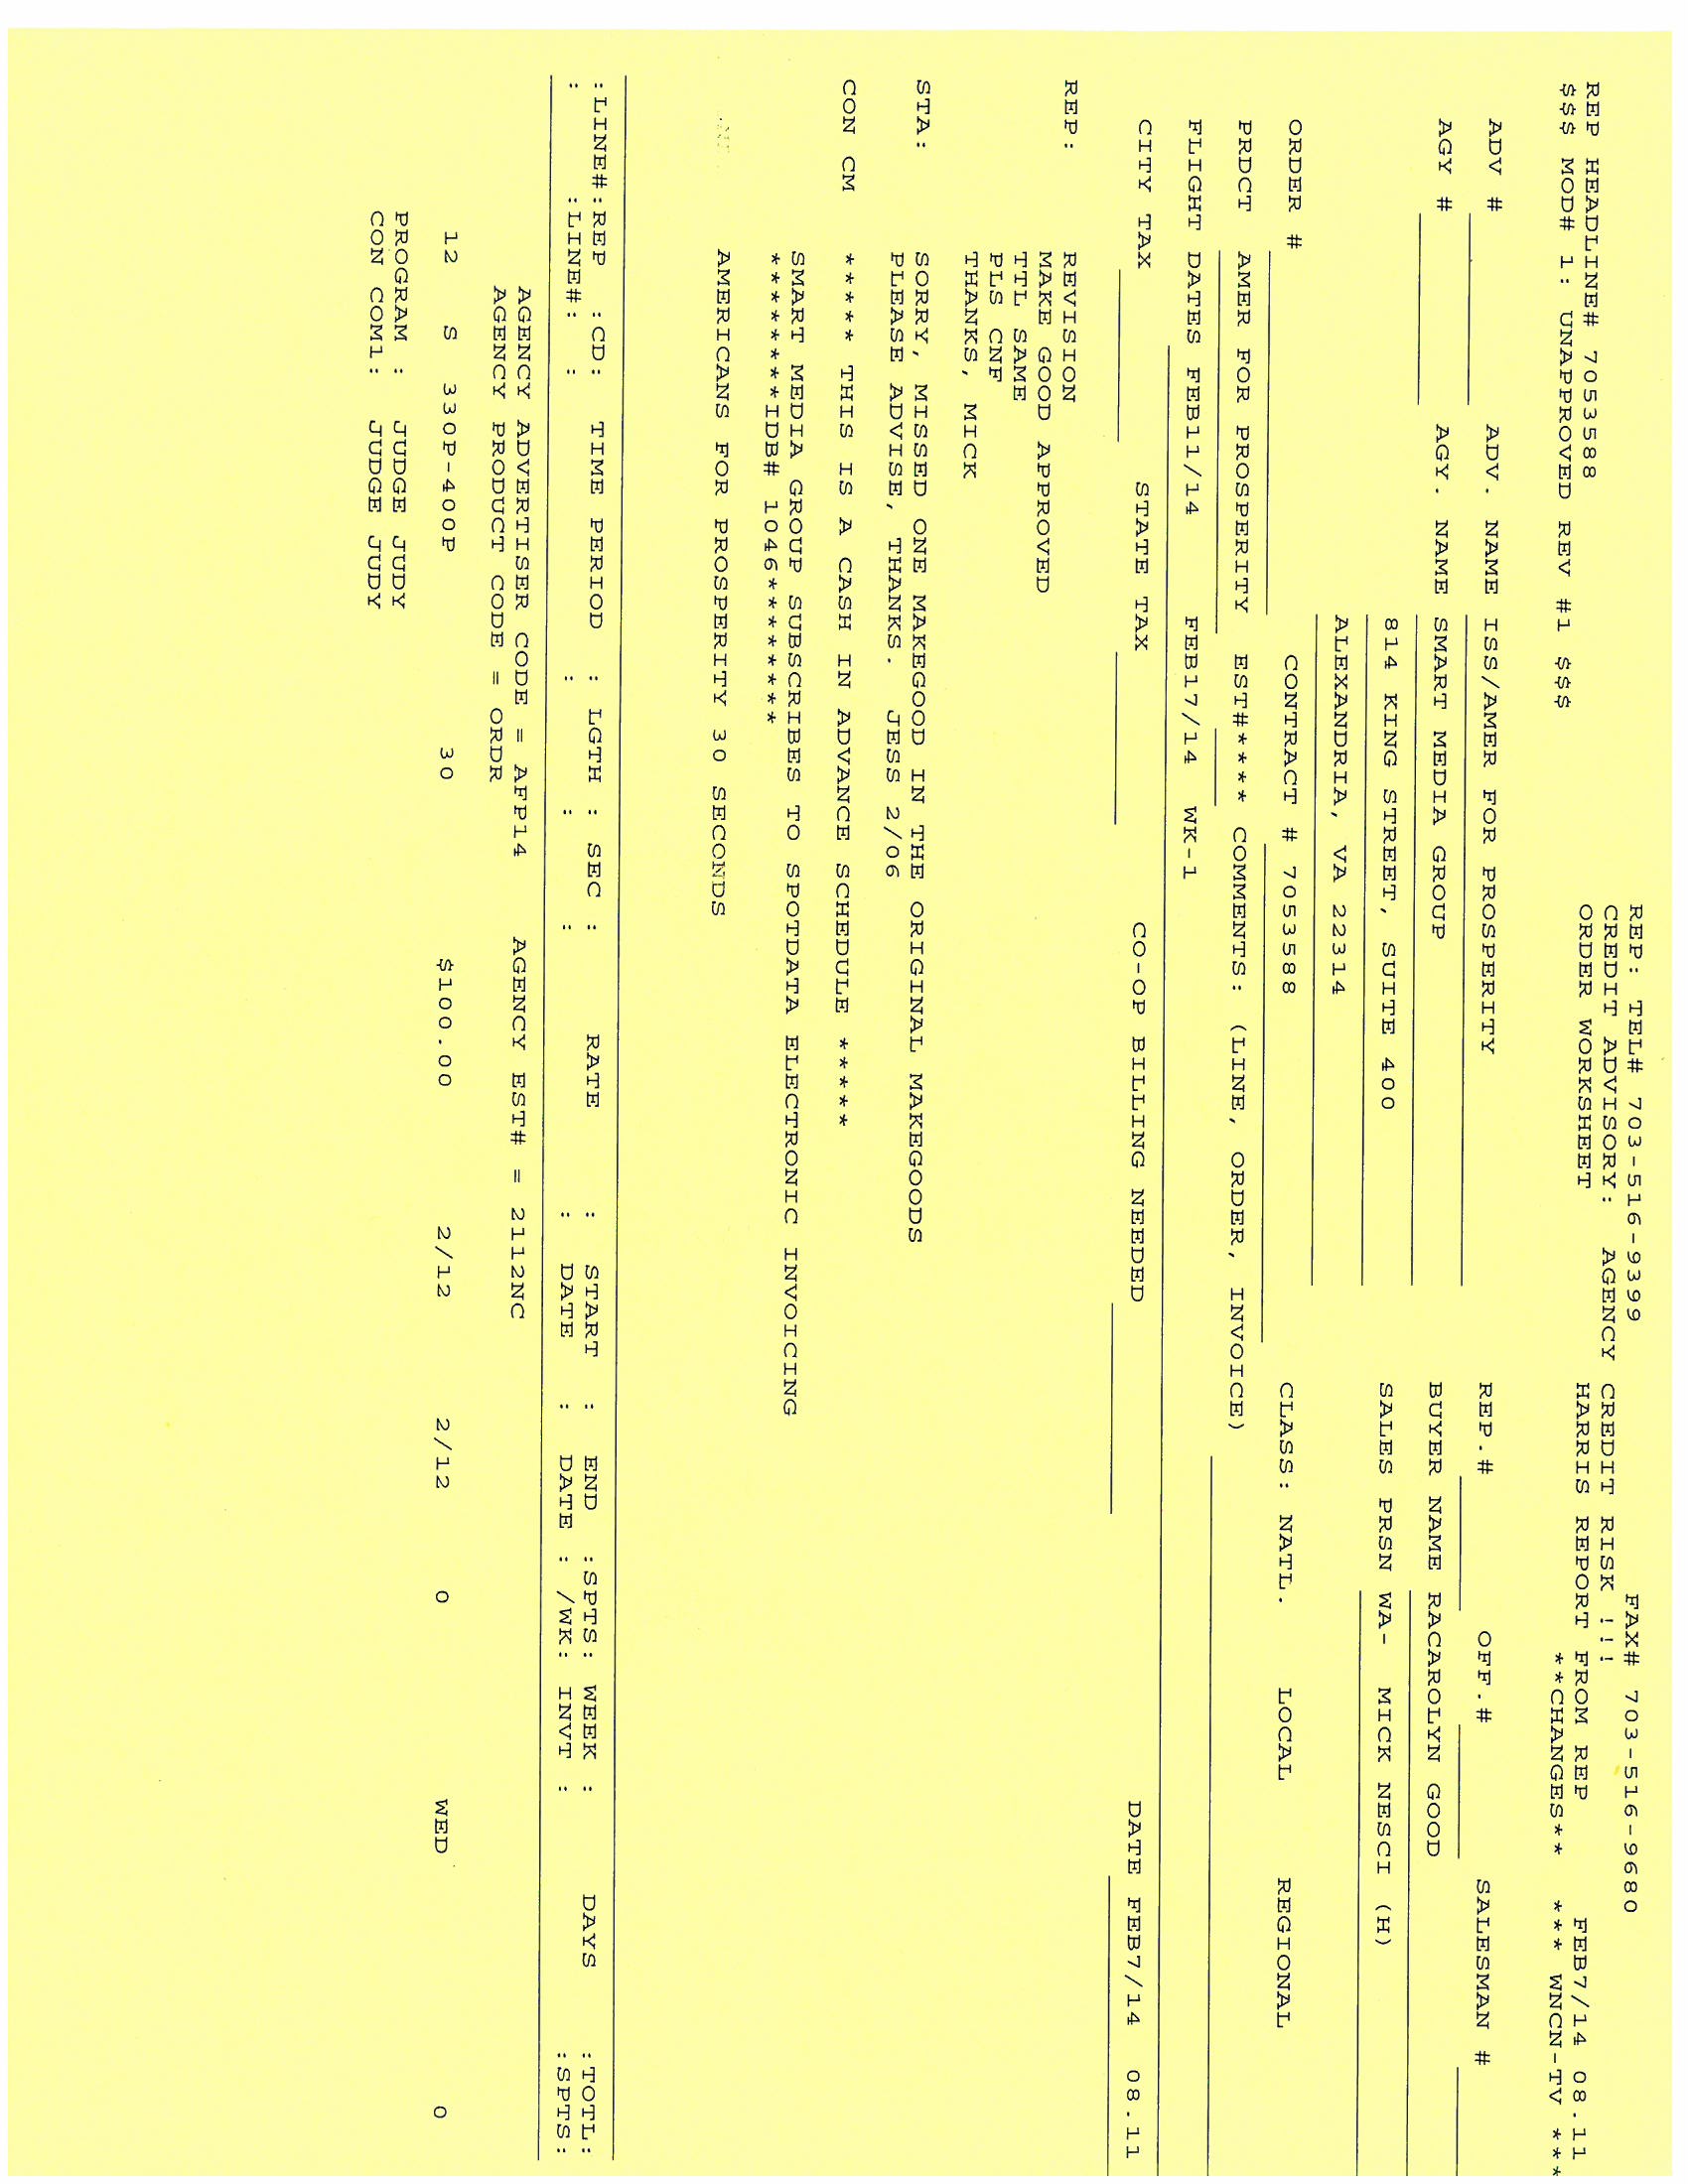 REP: TEL# 703-516-9399 FAX# 703-516-9680
CREDIT ADVISORY: AGENCY CREDIT RISK !!!
REP HEADLINE# 7053588 ORDER WORKSHEET HARRIS REPORT FROM REP FEB7/14 08.11
$$$ MOD# 1: UNAPPROVED REV #1 $$$ **CHANGES** *** WNCN-TV ***
ADV # ADV. NAME ISS/AMER FOR PROSPERITY REP.# OFF.# SALESMAN #
AGY # AGY. NAME SMART MEDIA GROUP BUYER NAME RACAROLYN GOOD
814 KING STREET, SUITE 400 SALES PRSN WA- MICK NESCI (H)
ALEXANDRIA, VA 22314
ORDER # CONTRACT # 7053588 CLASS: NATL. LOCAL REGIONAL
PRDCT AMER FOR PROSPERITY EST#**** COMMENTS: (LINE, ORDER, INVOICE)
FLIGHT DATES FEB11/14 FEB17/14 WK-1
CITY TAX STATE TAX CO-OP BILLING NEEDED DATE FEB7/14 08.11
REP: REVISION
MAKE GOOD APPROVED
TTL SAME
PLS CNF
THANKS, MICK
STA: SORRY, MISSED ONE MAKEGOOD IN THE ORIGINAL MAKEGOODS
PLEASE ADVISE, THANKS. JESS 2/06
CON CM ***** THIS IS A CASH IN ADVANCE SCHEDULE *****
SMART MEDIA GROUP SUBSCRIBES TO SPOTDATA ELECTRONIC INVOICING
********IDB# 1046********
AMERICANS FOR PROSPERITY 30 SECONDS
:LINE#:REP :CD: TIME PERIOD : LGTH : SEC : RATE : START : END :SPTS: WEEK : DAYS :TOTL:
: :LINE#: : : : : : DATE : DATE : /WK: INVT : :SPTS:
AGENCY ADVERTISER CODE = AFP14 AGENCY EST# = 2112NC
AGENCY PRODUCT CODE = ORDR
12 S 330P-400P 30 $100.00 2/12 2/12 0 WED 0
PROGRAM : JUDGE JUDY
CON COM1: JUDGE JUDY